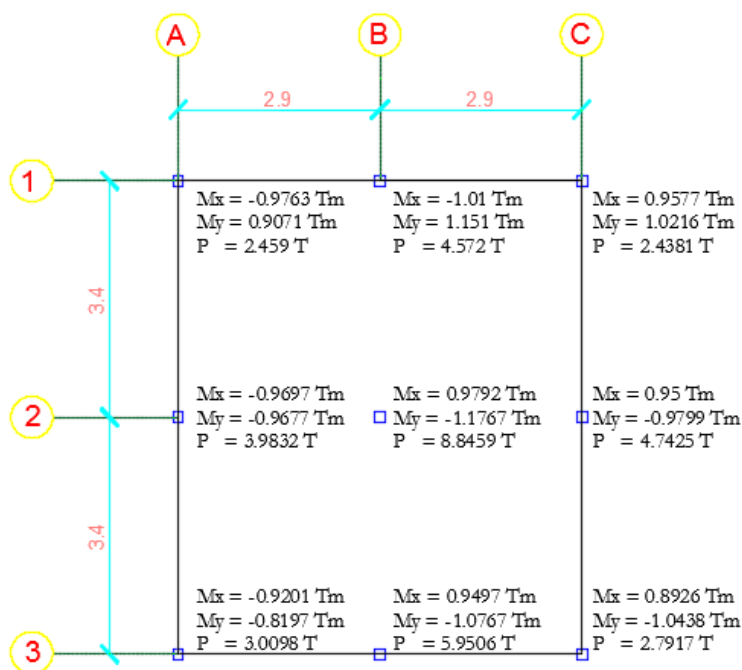 A B C
2.9 2.9
1
Mx = -0.9763 Tm
My = 0.9071 Tm
P = 2.459 T
Mx = -1.01 Tm
My = 1.151 Tm
P = 4.572 T
Mx = 0.9577 Tm
My = 1.0216 Tm
P = 2.4381 T
3.4
2
Mx = -0.9697 Tm
My = -0.9677 Tm
P = 3.9832 T
Mx = 0.9792 Tm
My = -1.1767 Tm
P = 8.8459 T
Mx = 0.95 Tm
My = -0.9799 Tm
P = 4.7425 T
3.4
3
Mx = -0.9201 Tm
My = -0.8197 Tm
P = 3.0098 T
Mx = 0.9497 Tm
My = -1.0767 Tm
P = 5.9506 T
Mx = 0.8926 Tm
My = -1.0438 Tm
P = 2.7917 T